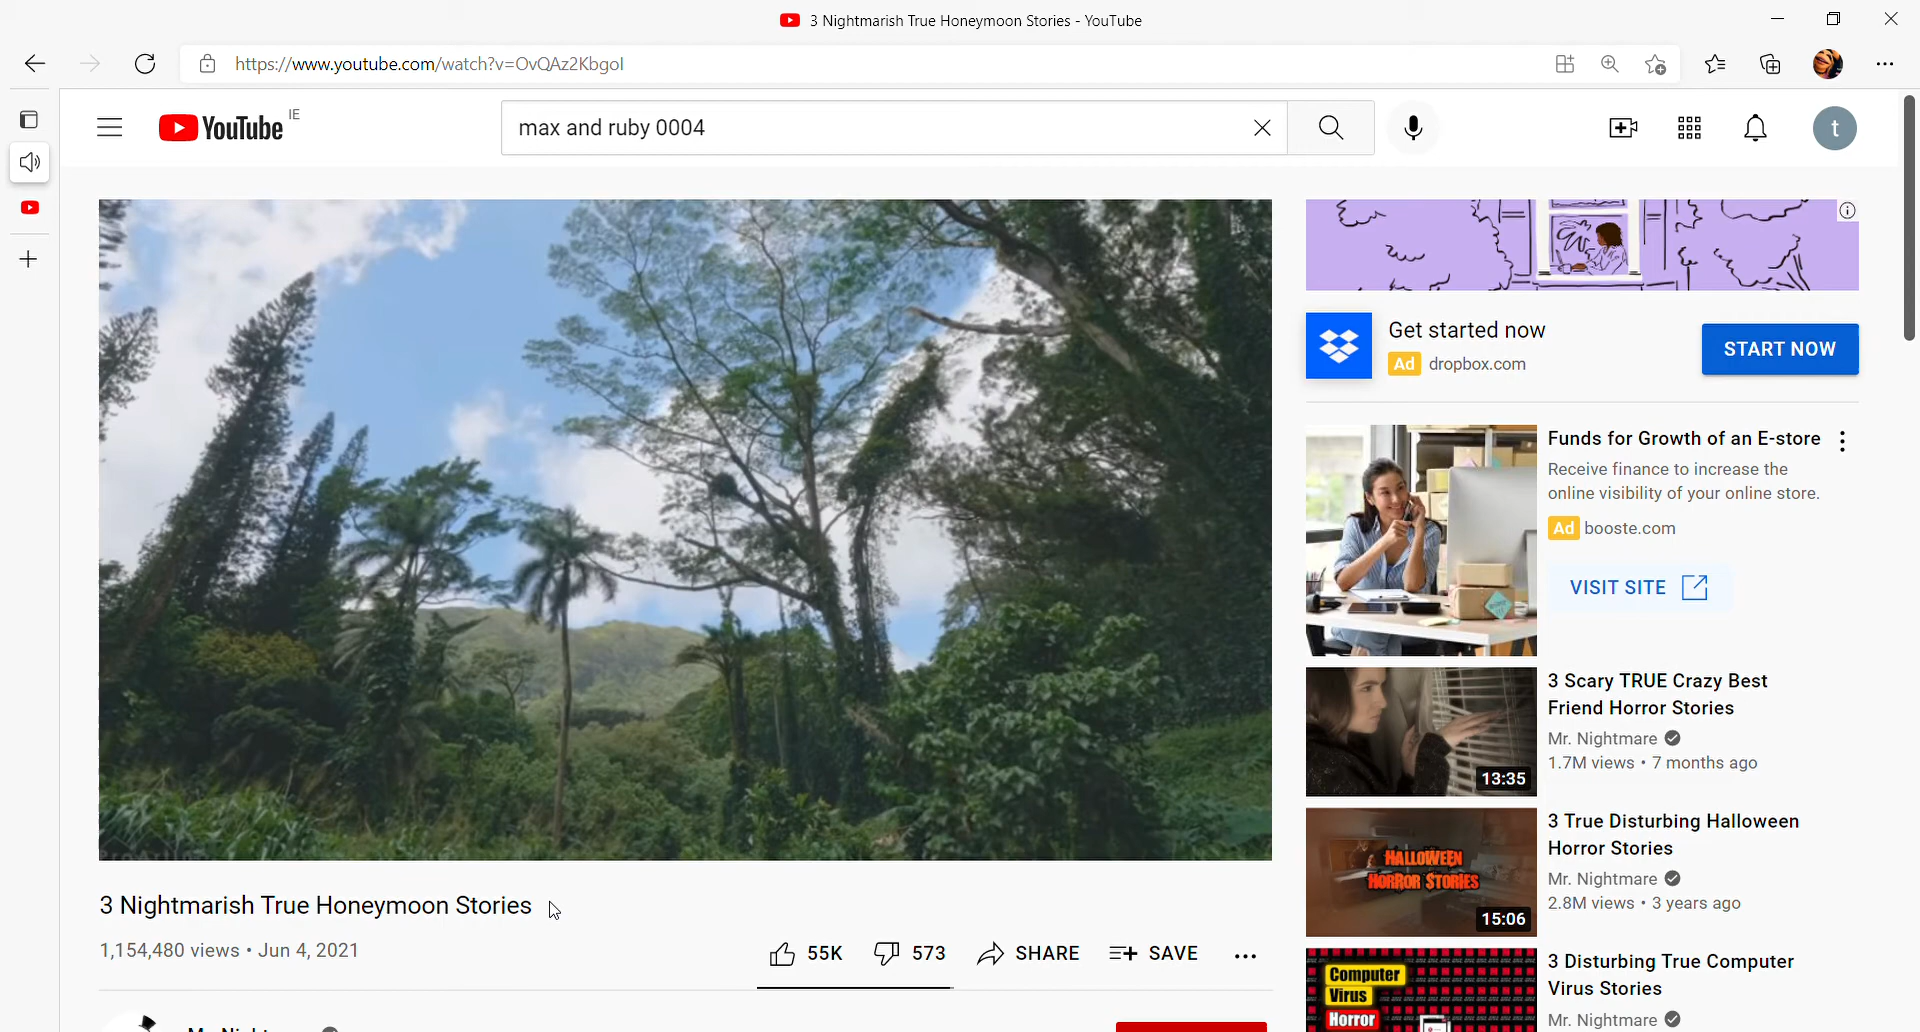 3 Nightmarish True Honeymoon Stories - YouTube
https://www.youtube.com/watch?v=OvQAz2KbgoI
YouTube IE
max and ruby 0004
t
Get started now
Ad dropbox.com
START NOW
Funds for Growth of an E-store
Receive finance to increase the
online visibility of your online store.
Ad booste.com
VISIT SITE
3 Scary TRUE Crazy Best
Friend Horror Stories
Mr. Nightmare
1.7M views • 7 months ago
13:35
HALLOWEEN
HORROR STORIES
15:06
3 True Disturbing Halloween
Horror Stories
Mr. Nightmare
2.8M views • 3 years ago
Computer
Virus
Horror
3 Disturbing True Computer
Virus Stories
Mr. Nightmare
3 Nightmarish True Honeymoon Stories
1,154,480 views • Jun 4, 2021
55K
573
SHARE
SAVE